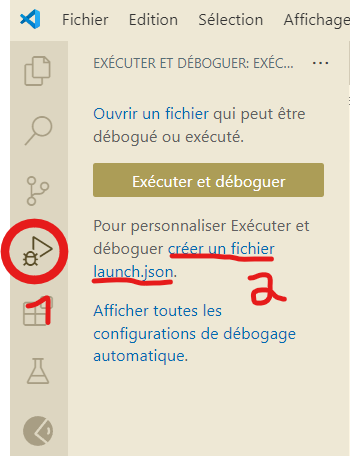 Fichier Edition Sélection Affichage
EXÉCUTER ET DÉBOGUER: EXÉC... ...
Ouvrir un fichier qui peut être
débogué ou exécuté.
Exécuter et déboguer
Pour personnaliser Exécuter et
déboguer créer un fichier
launch.json.
1
2
Afficher toutes les
configurations de débogage
automatique.